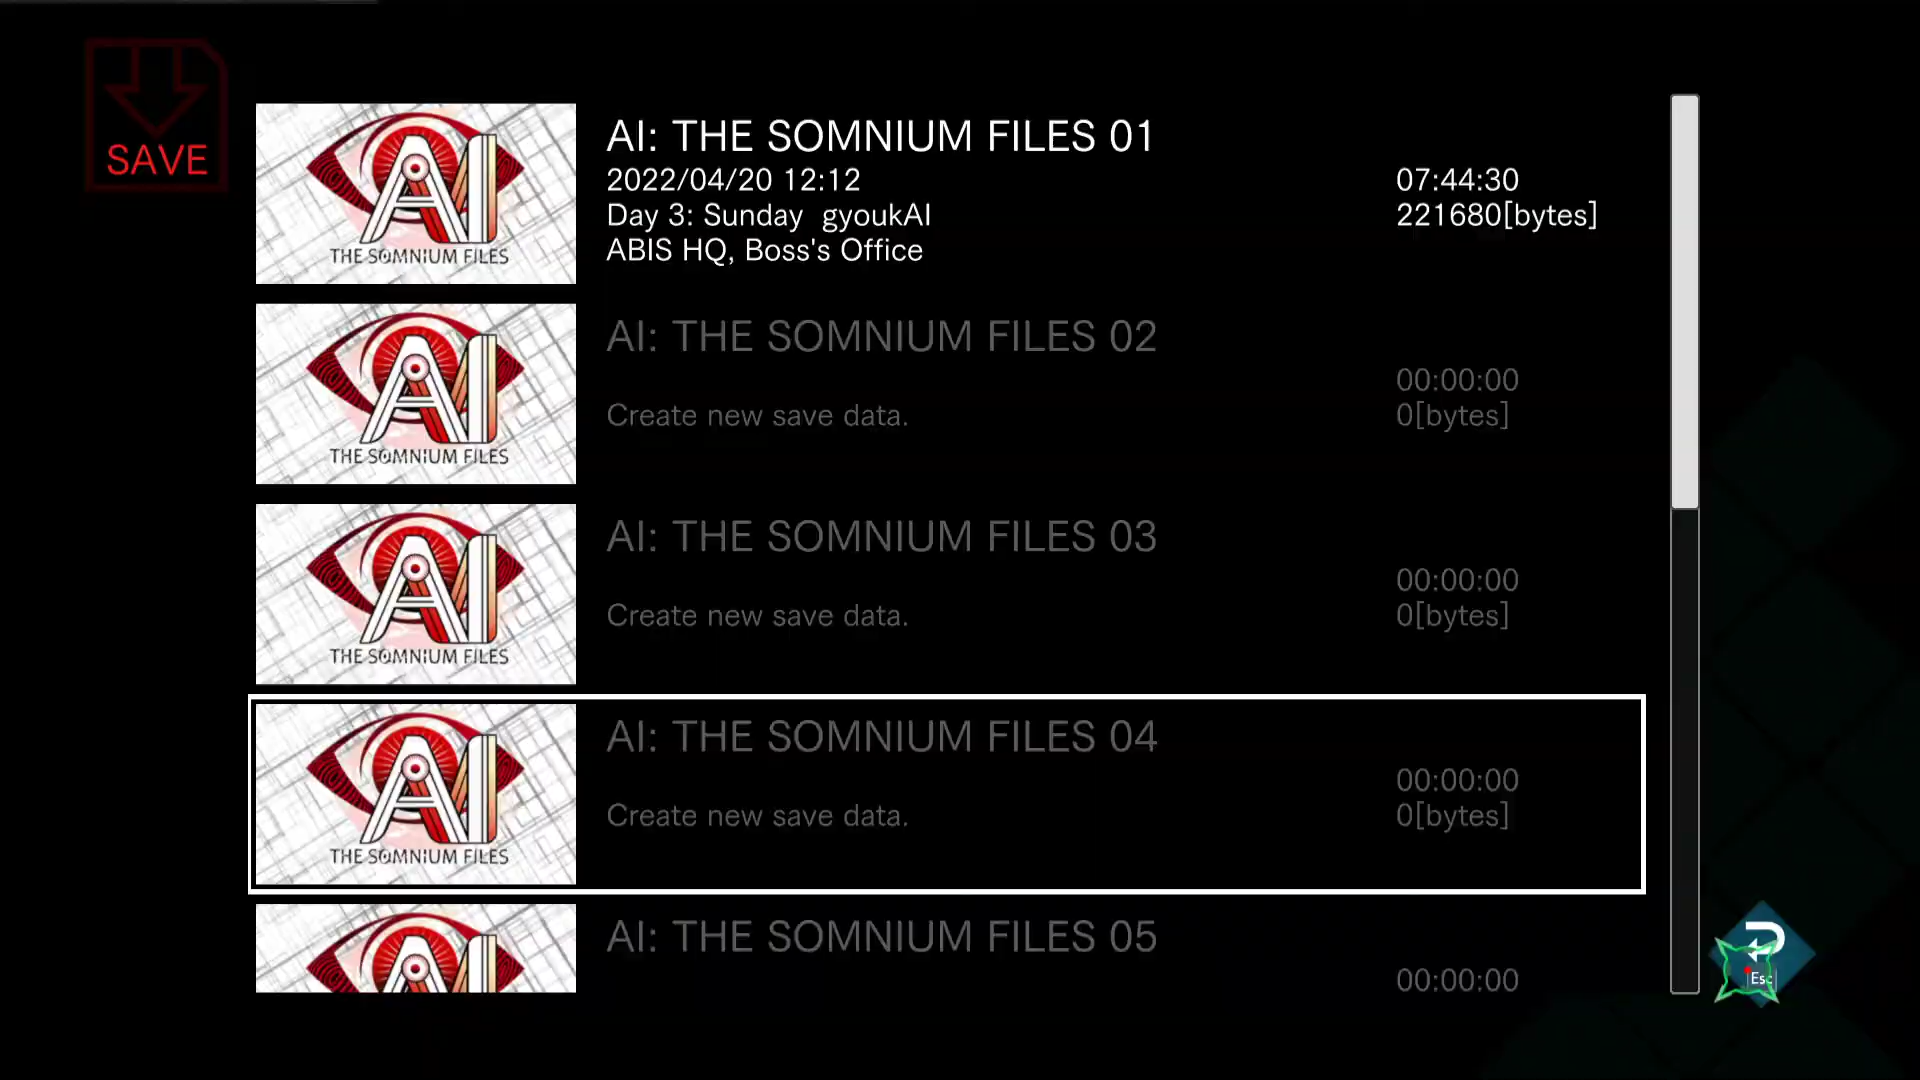 SAVE
AI
THE SOMNIUM FILES
AI: THE SOMNIUM FILES 01
2022/04/20 12:12
07:44:30
Day 3: Sunday gyoukAI
221680[bytes]
ABIS HQ, Boss's Office
AI
THE SOMNIUM FILES
AI: THE SOMNIUM FILES 02
00:00:00
Create new save data.
0[bytes]
AI
THE SOMNIUM FILES
AI: THE SOMNIUM FILES 03
00:00:00
Create new save data.
0[bytes]
AI
THE SOMNIUM FILES
AI: THE SOMNIUM FILES 04
00:00:00
Create new save data.
0[bytes]
AI: THE SOMNIUM FILES 05
00:00:00
Esc